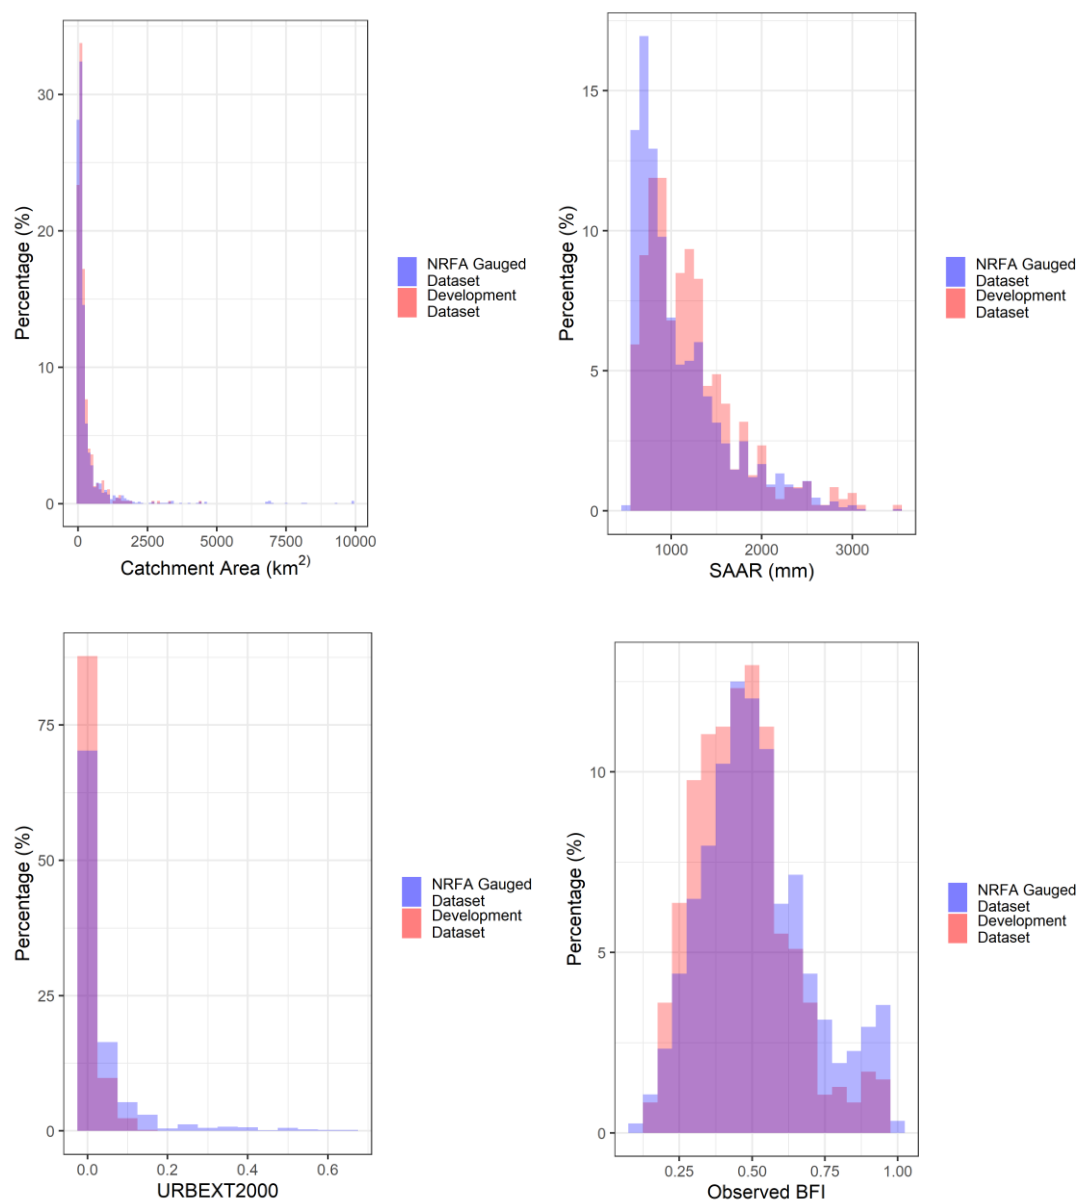 30
20
10
0
Percentage (%)
0
2500
5000
7500
10000
Catchment Area (km²)
NRFA Gauged
Dataset
Development
Dataset
15
10
5
0
Percentage (%)
1000
2000
3000
SAAR (mm)
NRFA Gauged
Dataset
Development
Dataset
75
50
25
0
Percentage (%)
0.0
0.2
0.4
0.6
URBEXT2000
NRFA Gauged
Dataset
Development
Dataset
10
5
0
Percentage (%)
0.25
0.50
0.75
1.00
Observed BFI
NRFA Gauged
Dataset
Development
Dataset